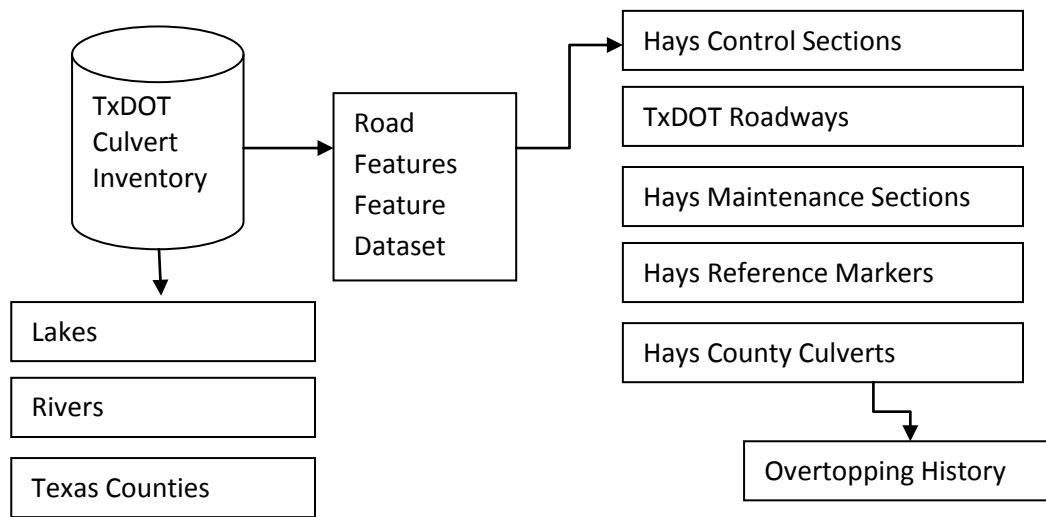 TxDOT
Culvert
Inventory
Road
Features
Feature
Dataset
Hays Control Sections
TxDOT Roadways
Hays Maintenance Sections
Hays Reference Markers
Hays County Culverts
Overtopping History
Lakes
Rivers
Texas Counties